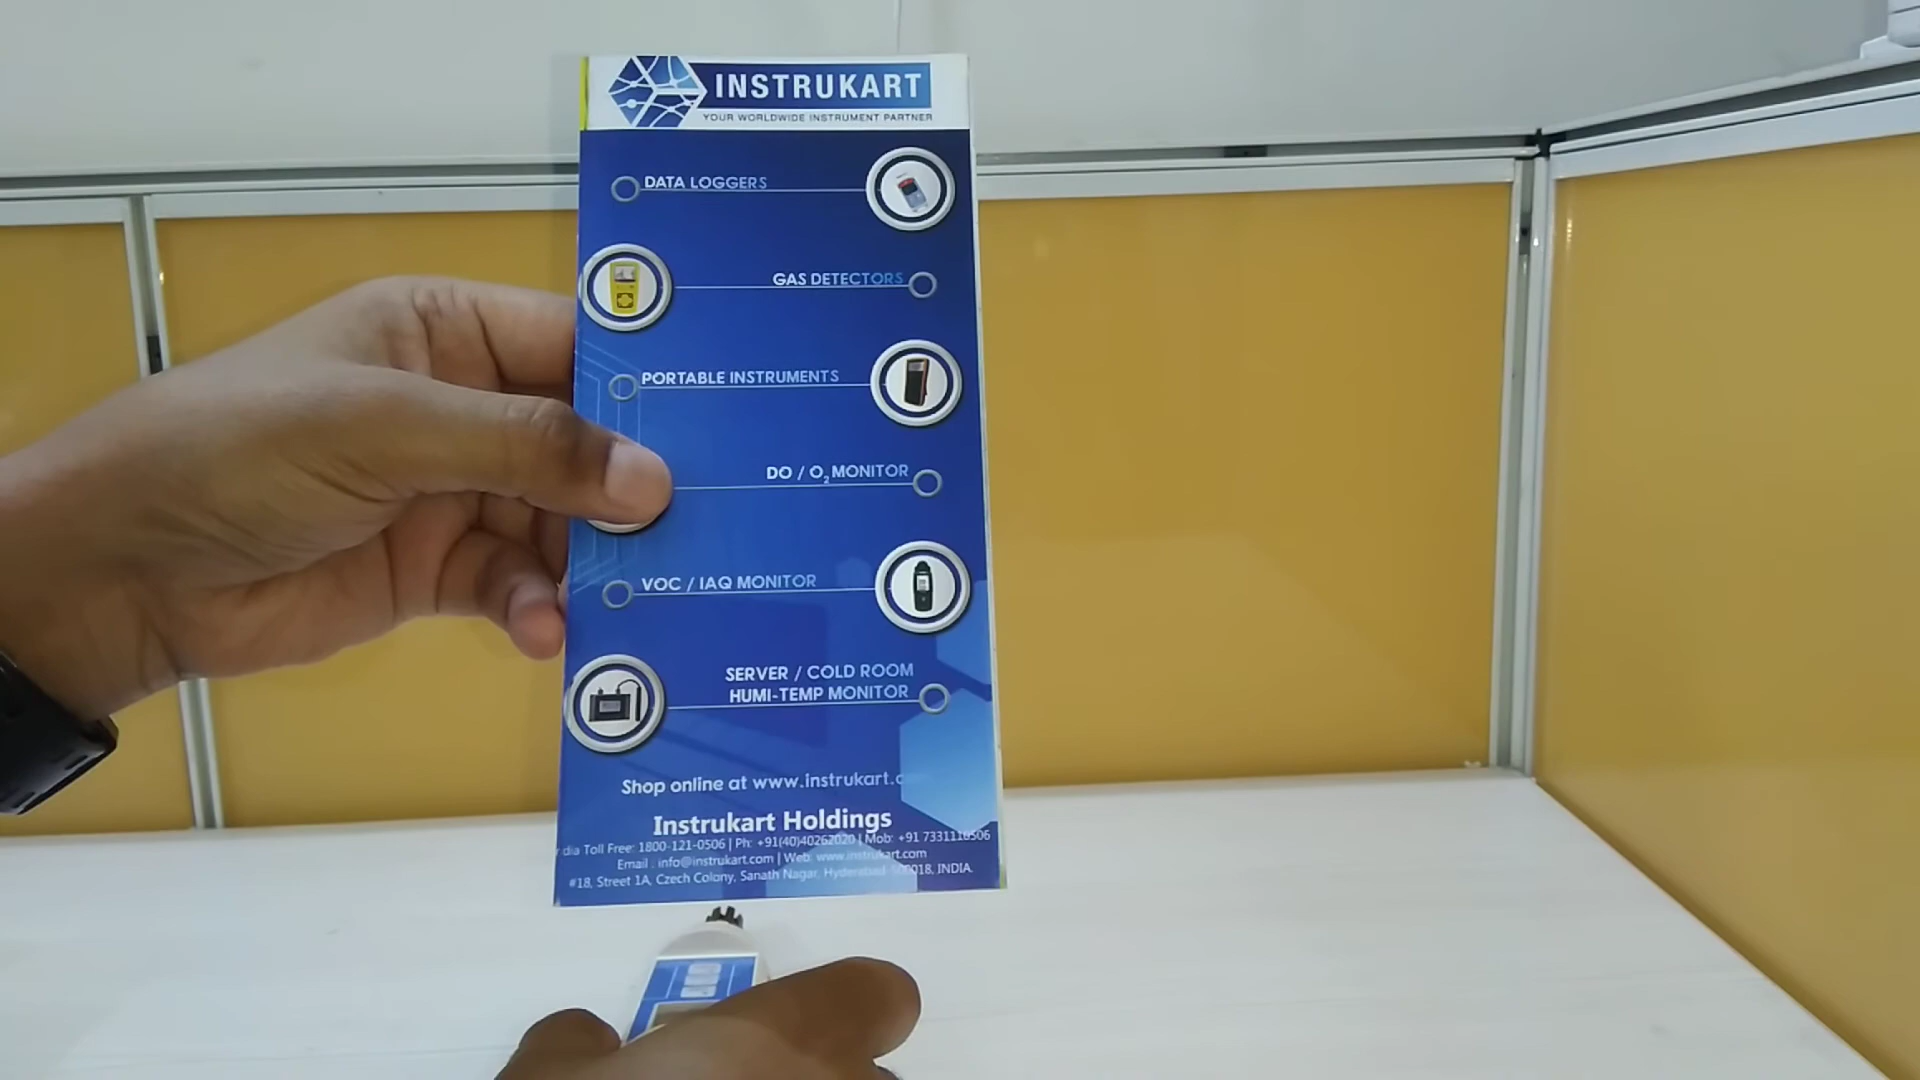 INSTRUKART
YOUR WORLDWIDE INSTRUMENT PARTNER
DATA LOGGERS
GAS DETECTORS
PORTABLE INSTRUMENTS
DO / O₂ MONITOR
VOC / IAQ MONITOR
SERVER / COLD ROOM
HUMI-TEMP MONITOR
Shop online at www.instrukart.c
Instrukart Holdings
dia Toll Free: 1800-121-0506 | Ph: +91(40)40262020 | Mob: +91 7331110506
Email : info@instrukart.com | Web: www.instrukart.com
#18, Street 1A, Czech Colony, Sanath Nagar, Hyderabad-500018, INDIA.